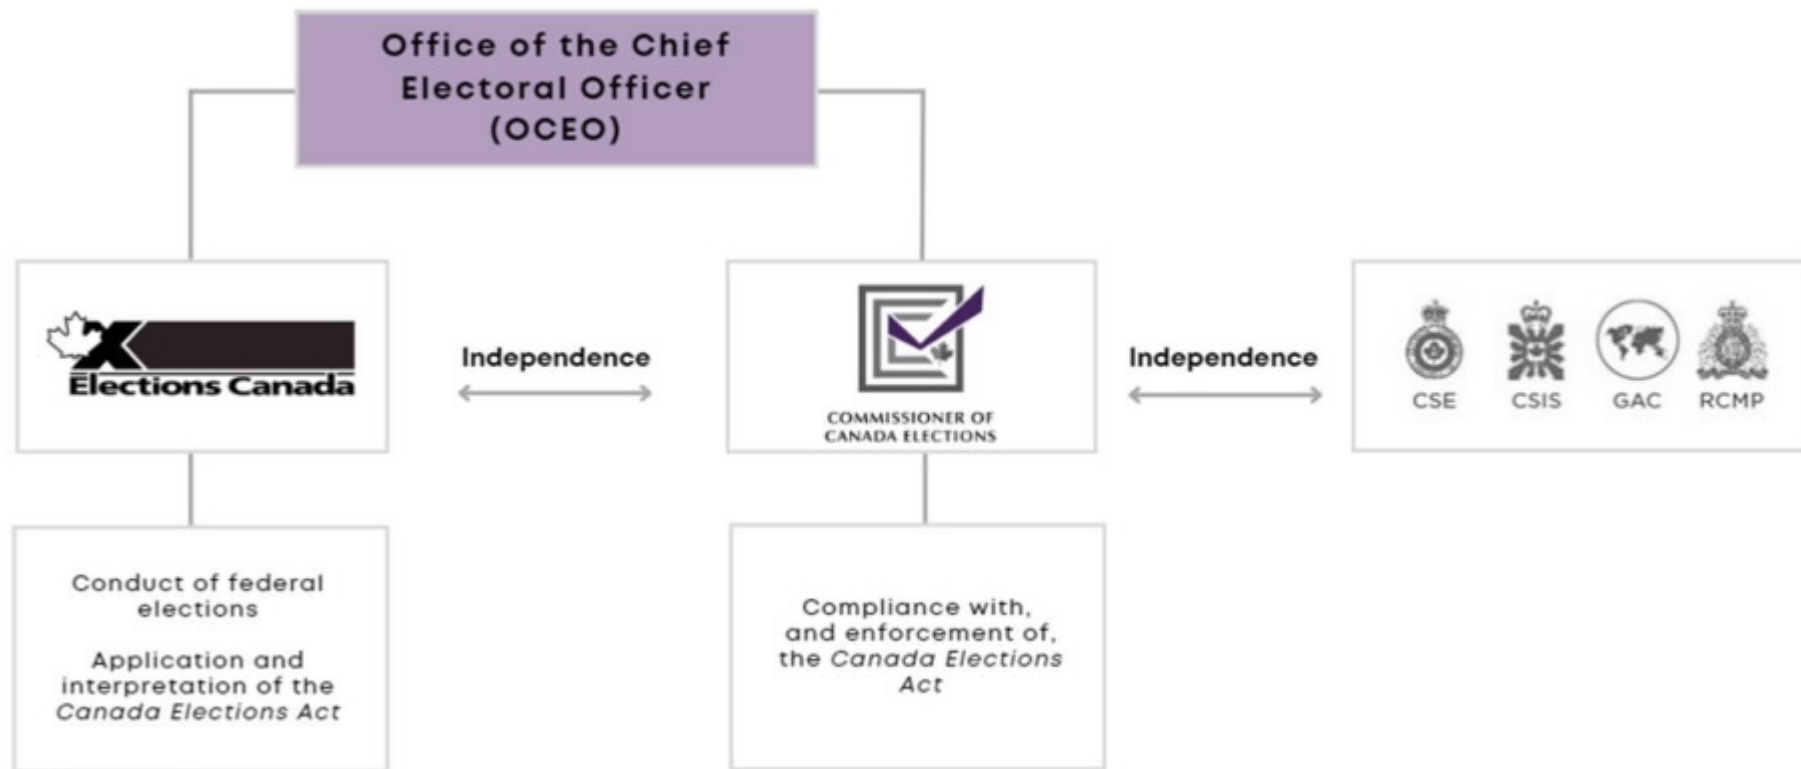 Office of the Chief
Electoral Officer
(OCEO)
Elections Canada
Independence
COMMISSIONER OF
CANADA ELECTIONS
Independence
CSE CSIS GAC RCMP
Conduct of federal
elections
Application and
interpretation of the
Canada Elections Act
Compliance with,
and enforcement of,
the Canada Elections
Act